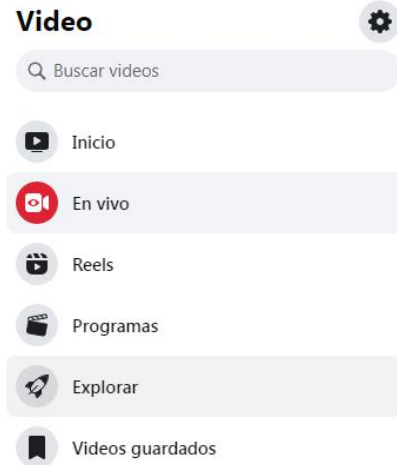 Video
Buscar videos
Inicio
En vivo
Reels
Programas
Explorar
Videos guardados